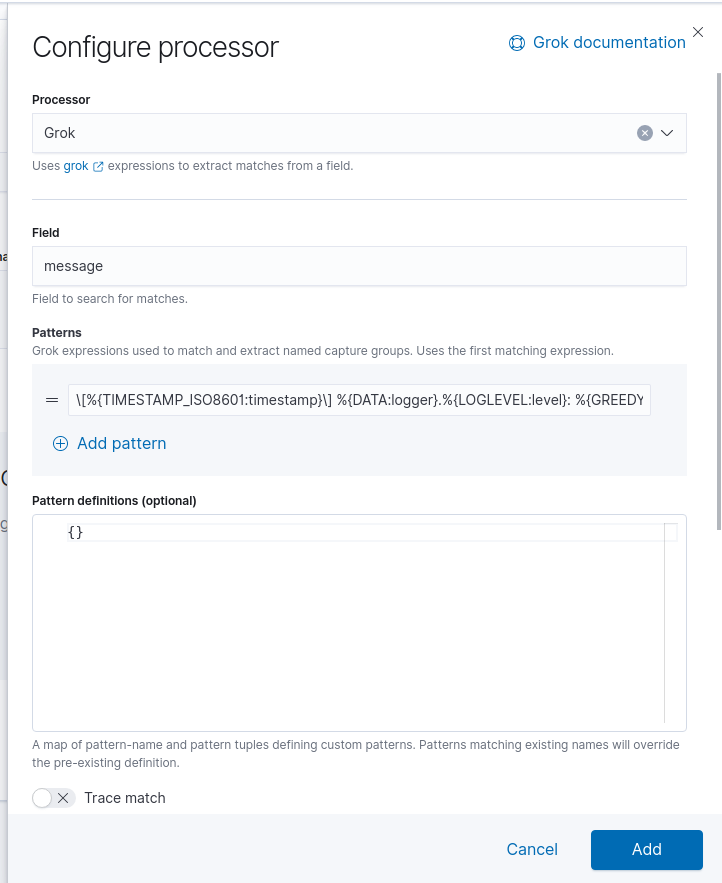 Configure processor
Grok documentation
Processor
Grok
Uses grok expressions to extract matches from a field.
Field
message
Field to search for matches.
Patterns
Grok expressions used to match and extract named capture groups. Uses the first matching expression.
\[%{TIMESTAMP_ISO8601:timestamp}\] %{DATA:logger}.%{LOGLEVEL:level}: %{GREEDY
Add pattern
Pattern definitions (optional)
{}
A map of pattern-name and pattern tuples defining custom patterns. Patterns matching existing names will override
the pre-existing definition.
Trace match
Cancel
Add